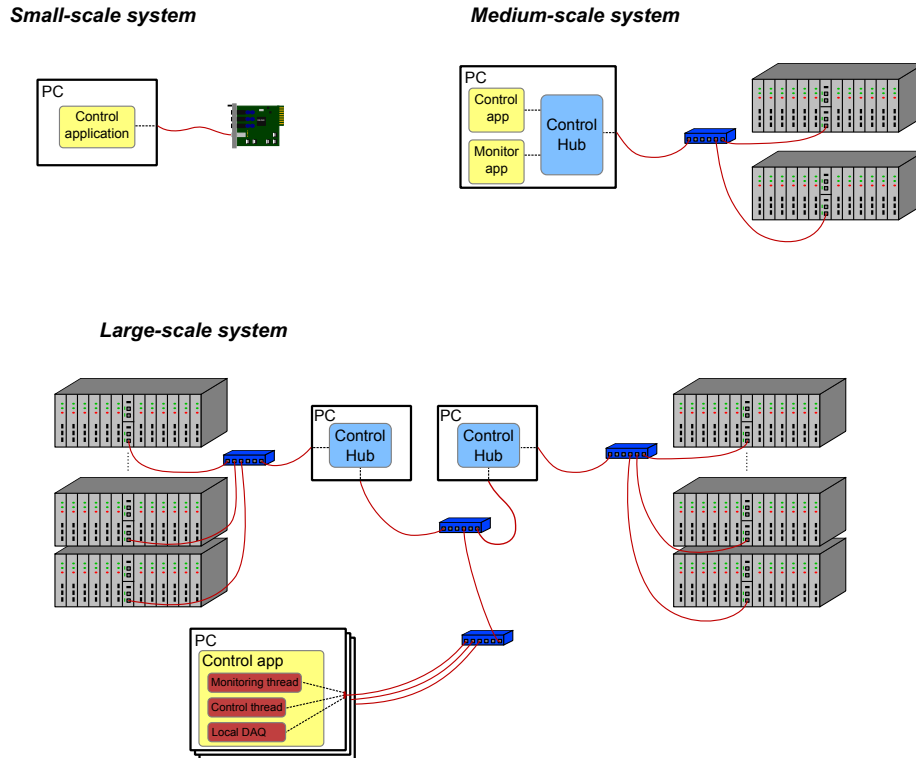 Small-scale system
Medium-scale system
PC
Control
application
PC
Control
app
Monitor
app
Control
Hub
Large-scale system
PC
Control
Hub
PC
Control
Hub
PC
Control app
Monitoring thread
Control thread
Local DAQ